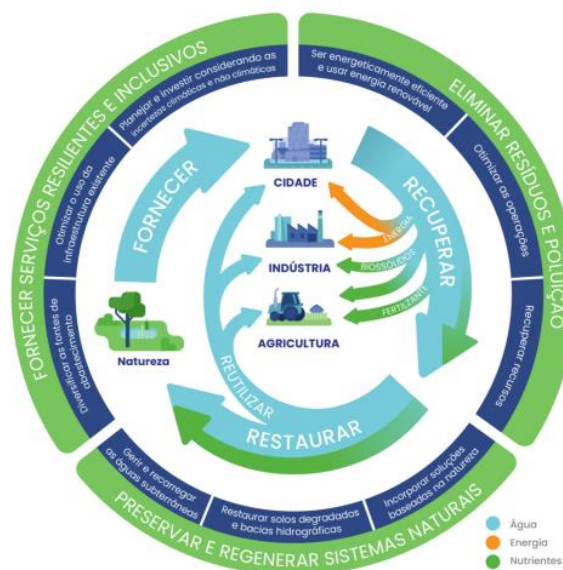 FORNECER SERVIÇOS RESILIENTES E INCLUSIVOS
Planejar e investir considerando as
incertezas climáticas e não climáticas
Otimizar o uso da
infraestrutura existente
Diversificar as fontes de
abastecimento
ELIMINAR RESÍDUOS E POLUIÇÃO
Ser energeticamente eficiente
e usar energia renovável
Otimizar as operações
Recuperar recursos
PRESERVAR E REGENERAR SISTEMAS NATURAIS
Gerir e recarregar
as águas subterrâneas
Restaurar solos degradados
e bacias hidrográficas
Incorporar soluções
baseadas na natureza
FORNECER
RECUPERAR
RESTAURAR
REUTILIZAR
CIDADE
INDÚSTRIA
AGRICULTURA
Natureza
ENERGIA
BIOSSÓLIDOS
FERTILZANTE
Água
Energia
Nutrientes